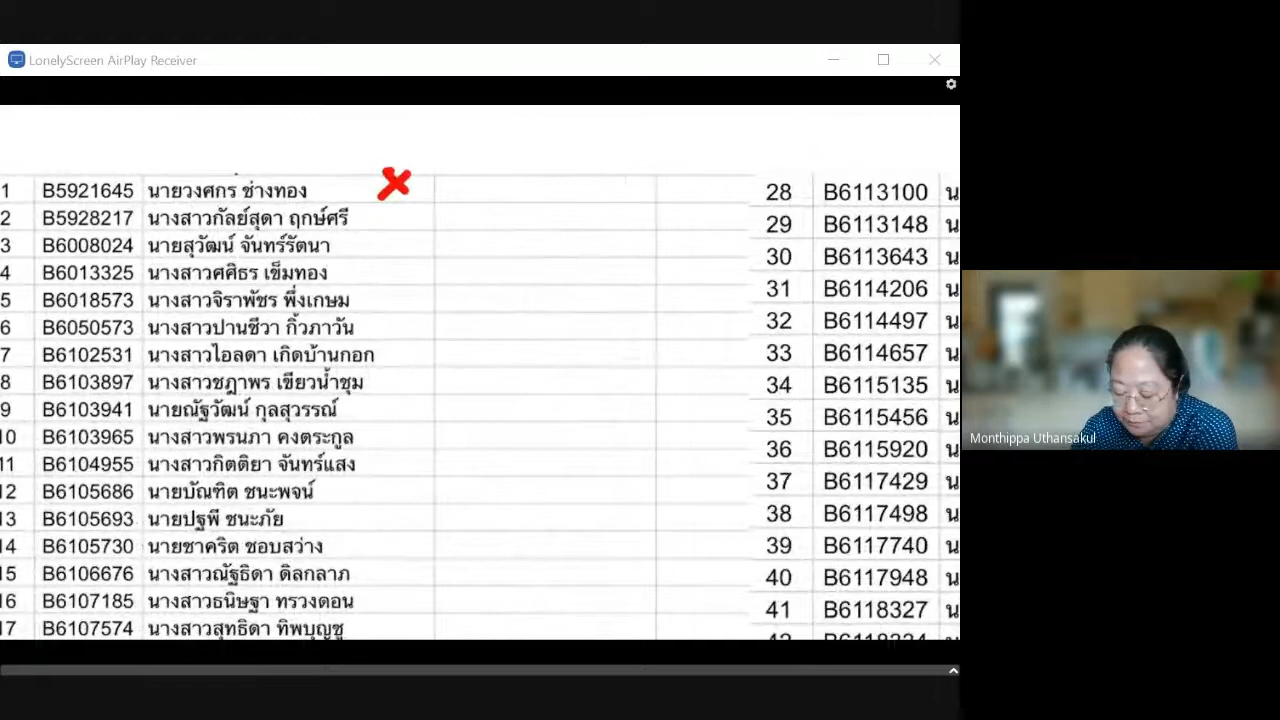 LonelyScreen AirPlay Receiver
1 B5921645 นายวงศกร ช่างทอง
2 B5928217 นางสาวกัลย์สุดา ฤกษ์ศรี
3 B6008024 นายสุวัฒน์ จันทร์รัตนา
4 B6013325 นางสาวศศิธร เข็มทอง
5 B6018573 นางสาวจิราพัชร พึ่งเกษม
6 B6050573 นางสาวปานชีวา กิ้วภาวัน
7 B6102531 นางสาวไอลดา เกิดบ้านกอก
8 B6103897 นางสาวชฎาพร เขียวน้ำชุม
9 B6103941 นายณัฐวัฒน์ กุลสุวรรณ์
10 B6103965 นางสาวพรนภา คงตระกูล
11 B6104955 นางสาวกิตติยา จันทร์แสง
12 B6105686 นายบัณฑิต ชนะพจน์
13 B6105693 นายปฐพี ชนะภัย
14 B6105730 นายชาคริต ชอบสว่าง
15 B6106676 นางสาวณัฐธิดา ดิลกลาภ
16 B6107185 นางสาวธนิษฐา ทรวงดอน
17 B6107574 นางสาวสุทธิดา ทิพบุญชู
28 B6113100 น
29 B6113148 น
30 B6113643 น
31 B6114206 น
32 B6114497 น
33 B6114657 น
34 B6115135 น
35 B6115456 น
36 B6115920 น
37 B6117429 น
38 B6117498 น
39 B6117740 น
40 B6117948 น
41 B6118327 น
Monthippa Uthansakul